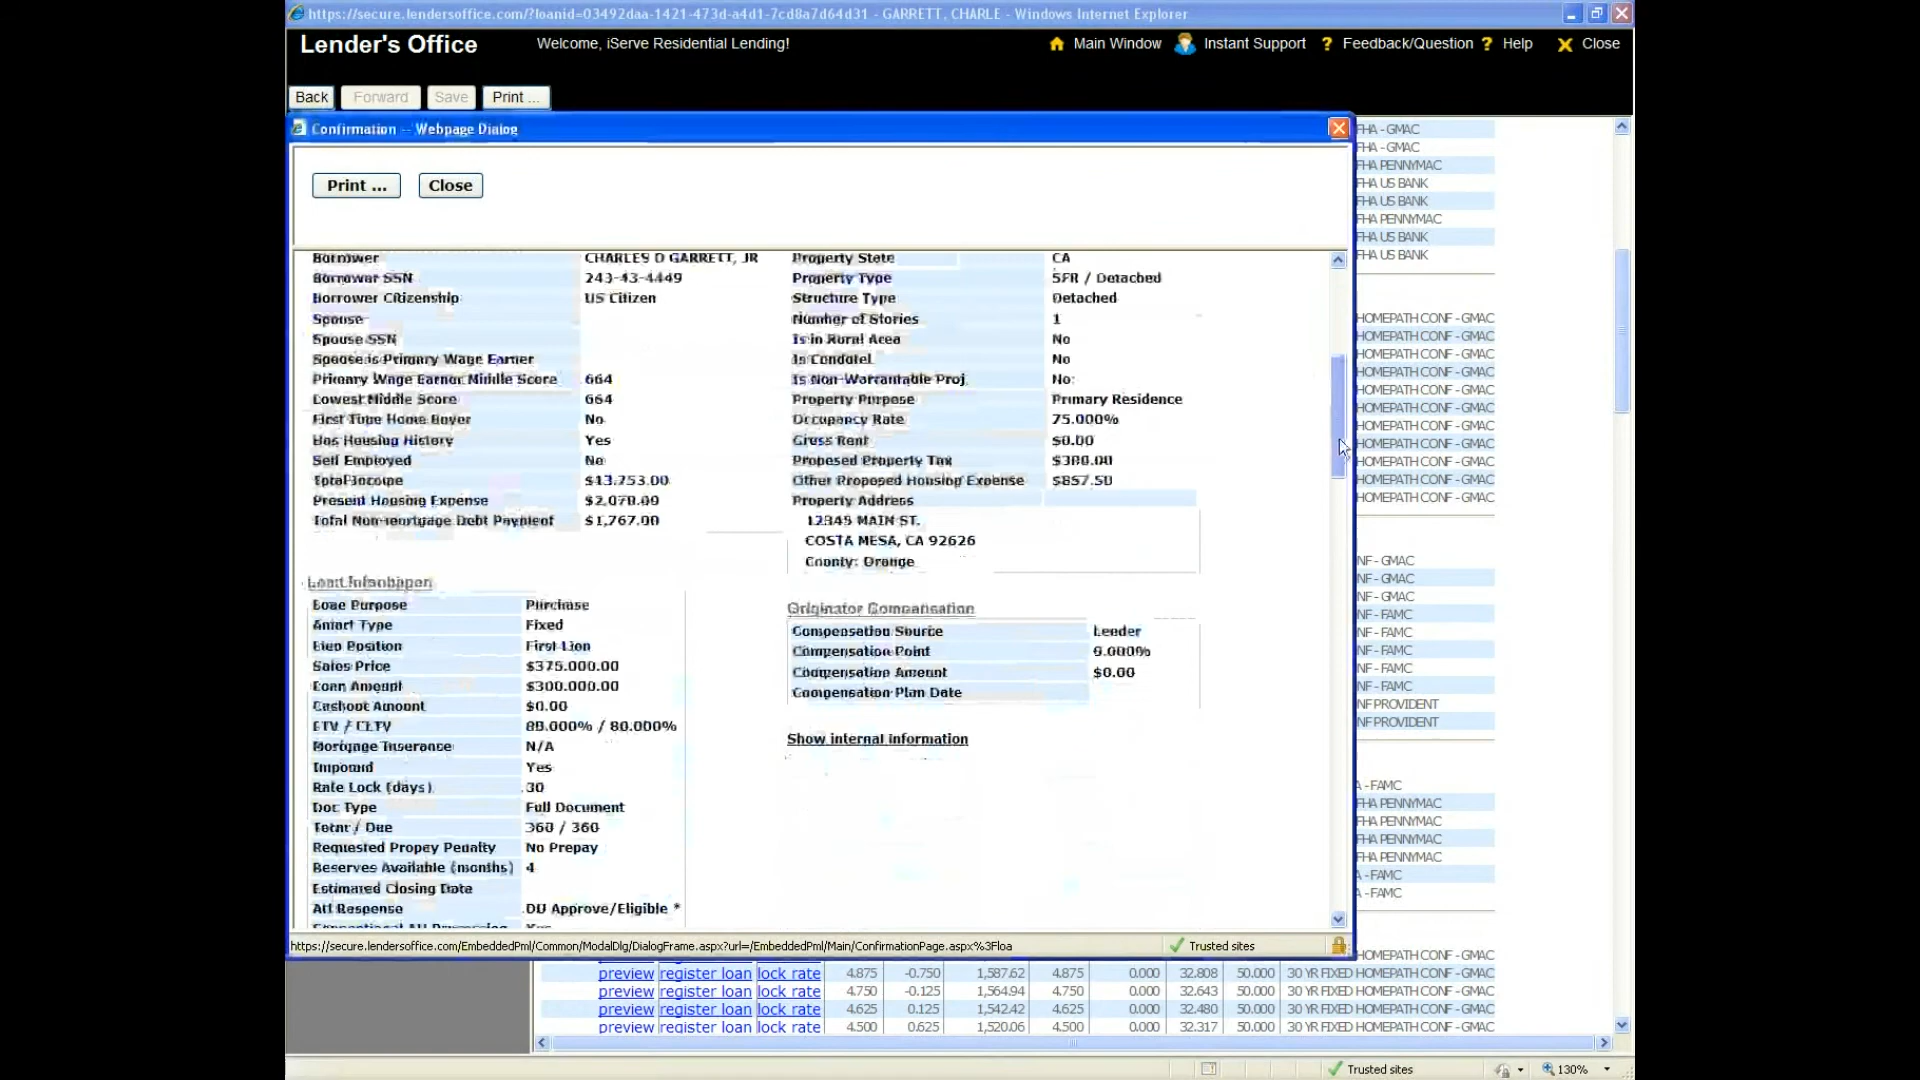 https://secure.lendersoffice.com/?loanid=03492daa-1421-473d-a4d1-7cd8a7d64d31 - GARRETT, CHARLE - Windows Internet Explorer
Lender's Office
Welcome, iServe Residential Lending!
Main Window
Instant Support
? Feedback/Question
? Help
Close
Back
Forward
Save
Print ...
Confirmation -- Webpage Dialog
Print ...
Close
Borrower CHARLES D GARRETT, JR
Borrower SSN
Borrower Citizenship US Citizen
Spouse
Spouse SSN
Spouse is Primary Wage Earner
Primary Wage Earner Middle Score 664
Lowest Middle Score 664
First Time Home Buyer No
Has Housing History Yes
Self Employed No
Total Income
Present Housing Expense
Total Non-mortgage Debt Payment $1,767.00
Property State CA
Property Type SFR / Detached
Structure Type Detached
Number of Stories 1
Is in Rural Area No
Is Condotel No
Is Non-Warrantable Proj No
Property Purpose Primary Residence
Occupancy Rate 75.000%
Gross Rent $0.00
Proposed Property Tax
Other Proposed Housing Expense $857.50
Property Address
12345 MAIN ST.
COSTA MESA, CA 92626
County: Orange
Loan Information
Loan Purpose Purchase
Amort Type Fixed
Lien Position First Lien
Sales Price $375,000.00
Loan Amount $300,000.00
Cashout Amount $0.00
LTV / CLTV 80.000% / 80.000%
Mortgage Insurance N/A
Impound Yes
Rate Lock (days) 30
Doc Type Full Document
Term / Due 360 / 360
Requested Prepay Penalty No Prepay
Reserves Available (months) 4
Estimated Closing Date
AU Response DU Approve/Eligible *
Originator Compensation
Compensation Source Lender
Compensation Point 0.000%
Compensation Amount $0.00
Compensation Plan Date
Show internal information
https://secure.lendersoffice.com/EmbeddedPml/Common/ModalDlg/DialogFrame.aspx?url=/EmbeddedPml/Main/ConfirmationPage.aspx%3Floa
Trusted sites
FHA - GMAC
FHA - GMAC
FHA PENNYMAC
FHA US BANK
FHA US BANK
FHA PENNYMAC
FHA US BANK
FHA US BANK
HOMEPATH CONF - GMAC
HOMEPATH CONF - GMAC
HOMEPATH CONF - GMAC
HOMEPATH CONF - GMAC
HOMEPATH CONF - GMAC
HOMEPATH CONF - GMAC
HOMEPATH CONF - GMAC
HOMEPATH CONF - GMAC
HOMEPATH CONF - GMAC
HOMEPATH CONF - GMAC
HOMEPATH CONF - GMAC
NF - GMAC
NF - GMAC
NF - GMAC
NF - FAMC
NF - FAMC
NF - FAMC
NF - FAMC
NF - FAMC
NF PROVIDENT
NF PROVIDENT
A - FAMC
FHA PENNYMAC
FHA PENNYMAC
FHA PENNYMAC
FHA PENNYMAC
A - FAMC
A - FAMC
HOMEPATH CONF - GMAC
preview register loan lock rate 4.875 -0.750 1,587.62 4.875 0.000 32.808 50.000 30 YR FIXED HOMEPATH CONF - GMAC
preview register loan lock rate 4.750 -0.125 1,564.94 4.750 0.000 32.643 50.000 30 YR FIXED HOMEPATH CONF - GMAC
preview register loan lock rate 4.625 0.125 1,542.42 4.625 0.000 32.480 50.000 30 YR FIXED HOMEPATH CONF - GMAC
preview register loan lock rate 4.500 0.625 1,520.06 4.500 0.000 32.317 50.000 30 YR FIXED HOMEPATH CONF - GMAC
Trusted sites
130%